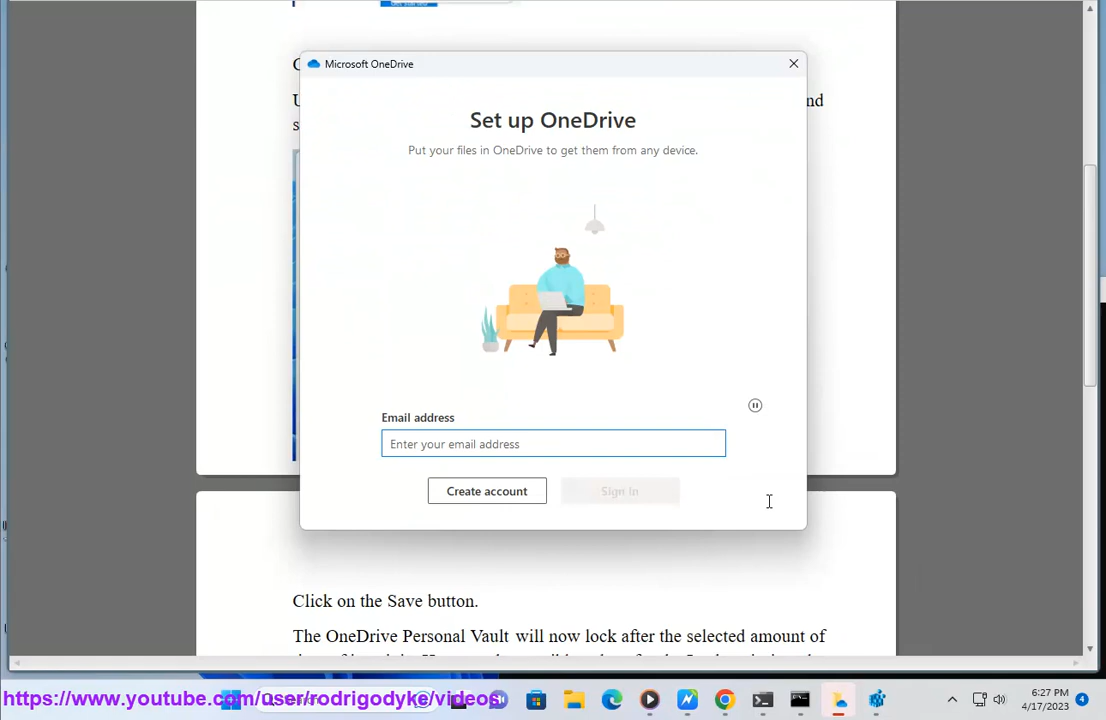 Microsoft OneDrive
nd
Set up OneDrive
Put your files in OneDrive to get them from any device.
Email address
Enter your email address
Create account
Sign In
Click on the Save button.
The OneDrive Personal Vault will now lock after the selected amount of
https://www.youtube.com/user/rodrigodyke/videos
6:27 PM
4/17/2023
4